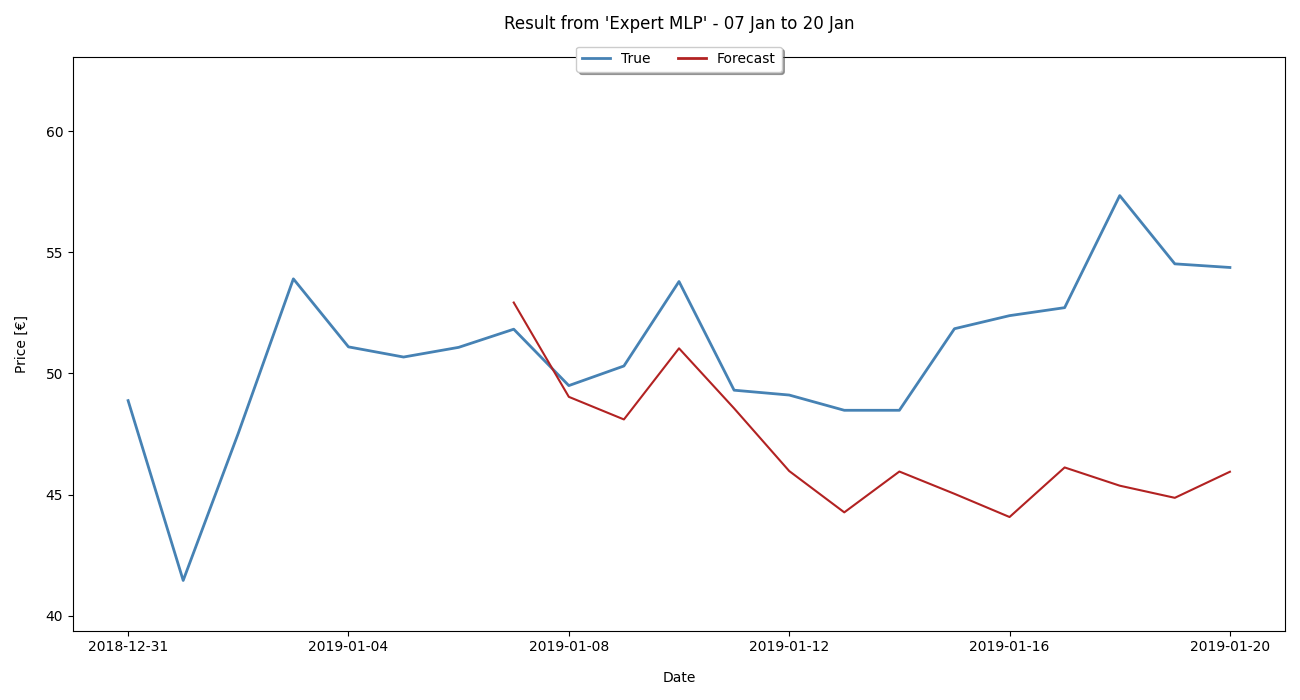 Result from 'Expert MLP' - 07 Jan to 20 Jan
True Forecast
Price [€]
60
55
50
45
40
2018-12-31 2019-01-04 2019-01-08 2019-01-12 2019-01-16 2019-01-20
Date